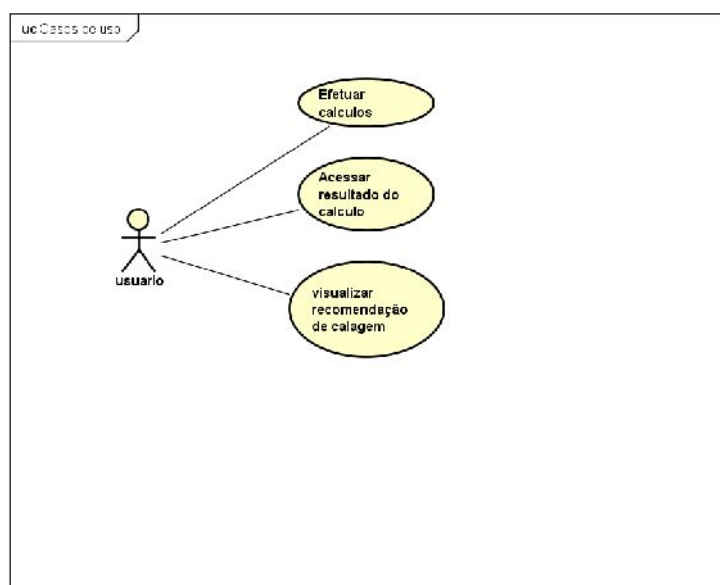 uc Casos de uso
Efetuar
calculos
Acessar
resultado do
calculo
usuario
visualizar
recomendação
de calagem